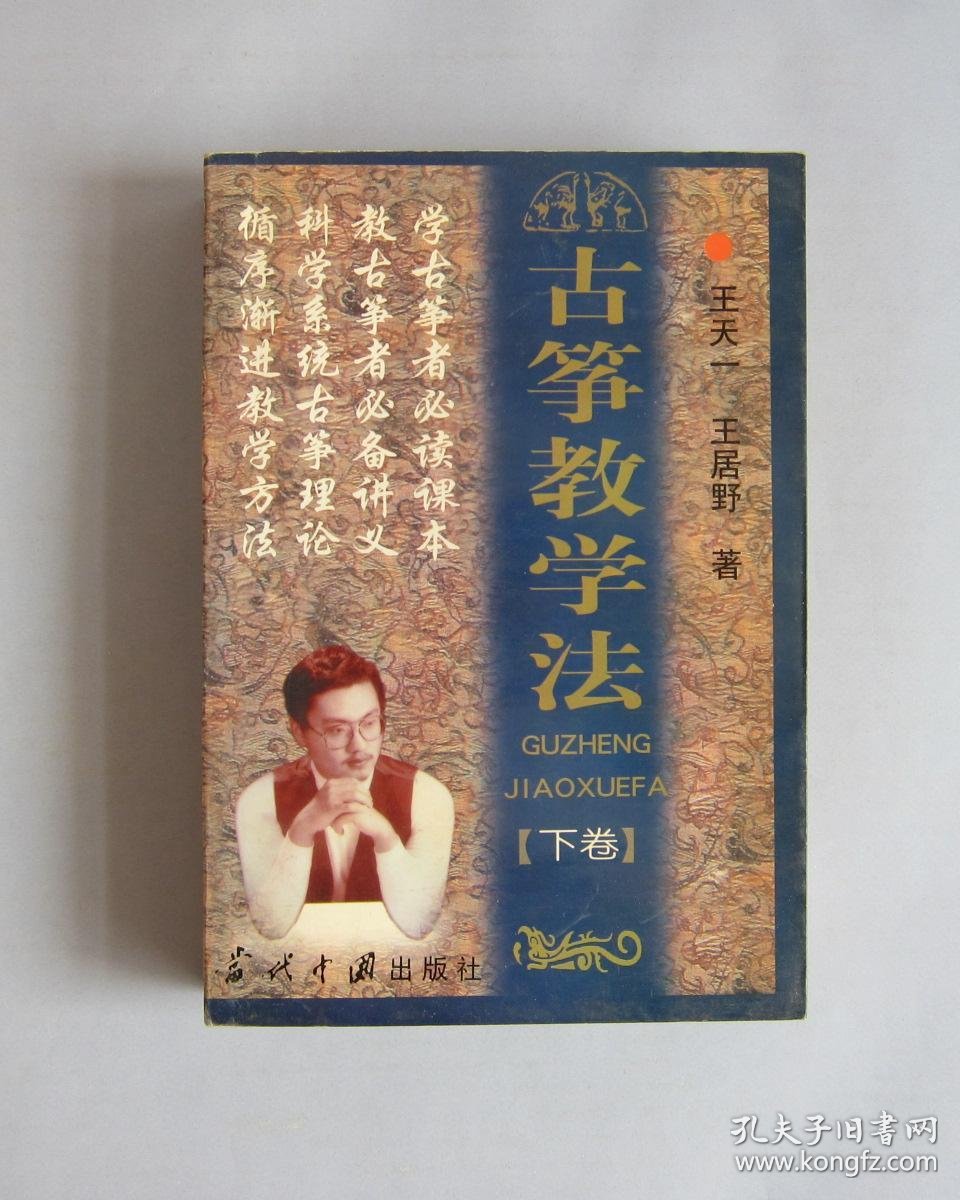 王天一 王居野 著
古筝教学法
GUZHENG
JIAOXUEFA
【下卷】
学古筝者必读课本
教古筝者必备讲义
科学系统古筝理论
循序渐进教学方法
当代中国出版社
孔夫子旧书网
www.kongfz.com